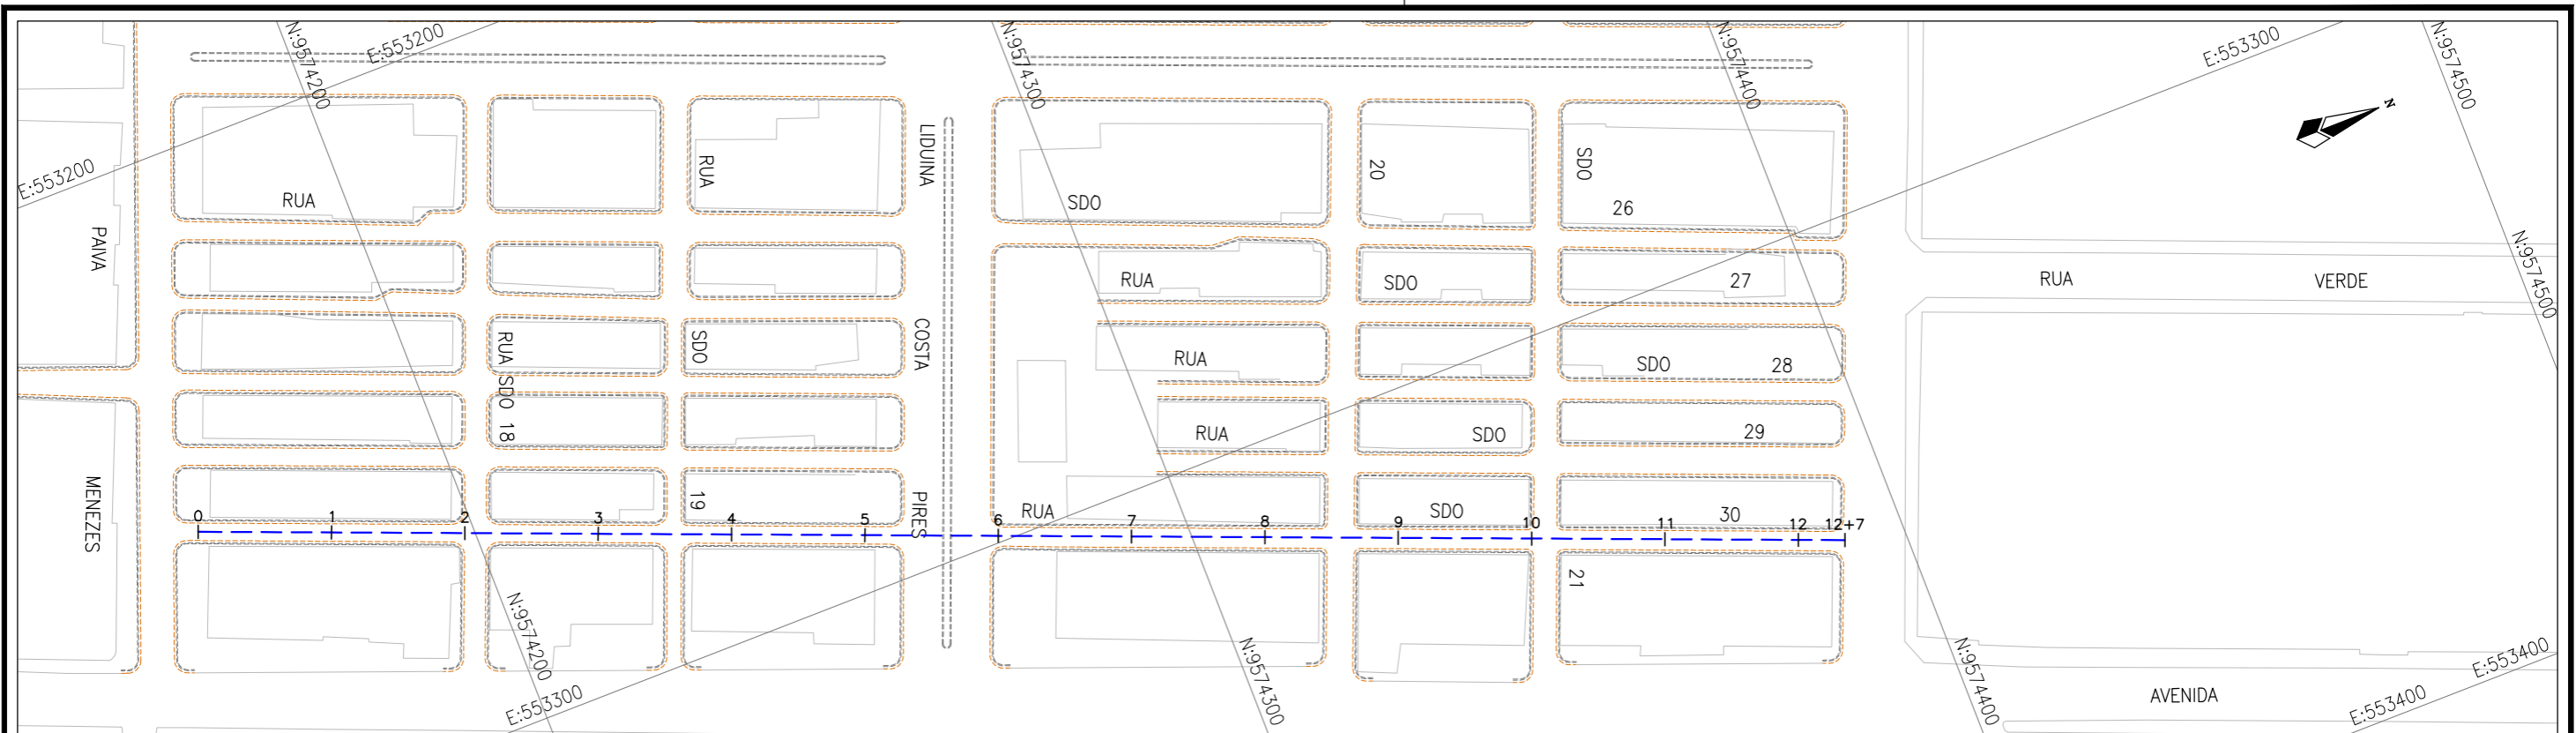 N:9574200
E:553200
N:9574300
N:9574400
E:553300
N:9574500
N
E:553200
RUA
RUA
LIDUINA
SDO
20
SDO
26
PAIVA
RUA
SDO
27
RUA
VERDE
N:9574500
RUA
SDO
COSTA
RUA
SDO
28
SDO
18
RUA
SDO
29
MENEZES
19
PIRES
RUA
SDO
30
0
1
2
3
4
5
6
7
8
9
10
11
12
12+7
21
N:9574200
E:553300
N:9574300
N:9574400
AVENIDA
E:553400
E:553400